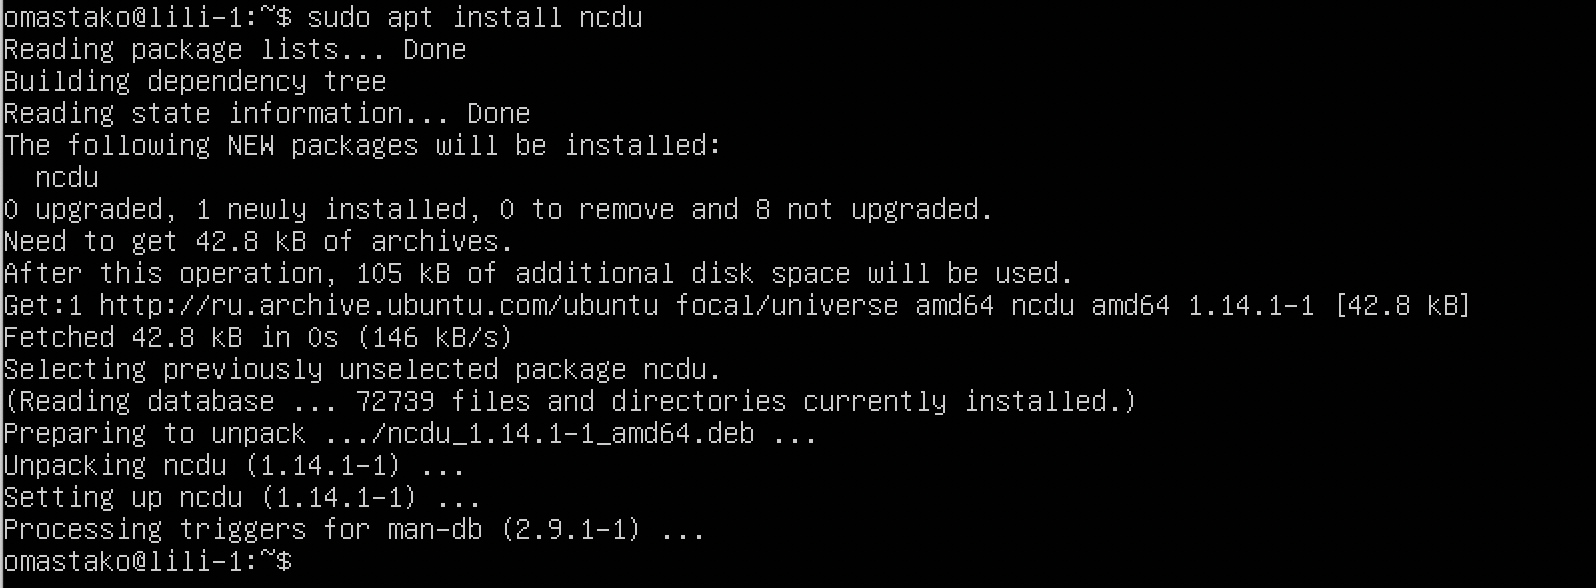 omastako@lili-1:~$ sudo apt install ncdu
Reading package lists... Done
Building dependency tree
Reading state information... Done
The following NEW packages will be installed:
  ncdu
0 upgraded, 1 newly installed, 0 to remove and 8 not upgraded.
Need to get 42.8 kB of archives.
After this operation, 105 kB of additional disk space will be used.
Get:1 http://ru.archive.ubuntu.com/ubuntu focal/universe amd64 ncdu amd64 1.14.1-1 [42.8 kB]
Fetched 42.8 kB in 0s (146 kB/s)
Selecting previously unselected package ncdu.
(Reading database ... 72739 files and directories currently installed.)
Preparing to unpack .../ncdu_1.14.1-1_amd64.deb ...
Unpacking ncdu (1.14.1-1) ...
Setting up ncdu (1.14.1-1) ...
Processing triggers for man-db (2.9.1-1) ...
omastako@lili-1:~$